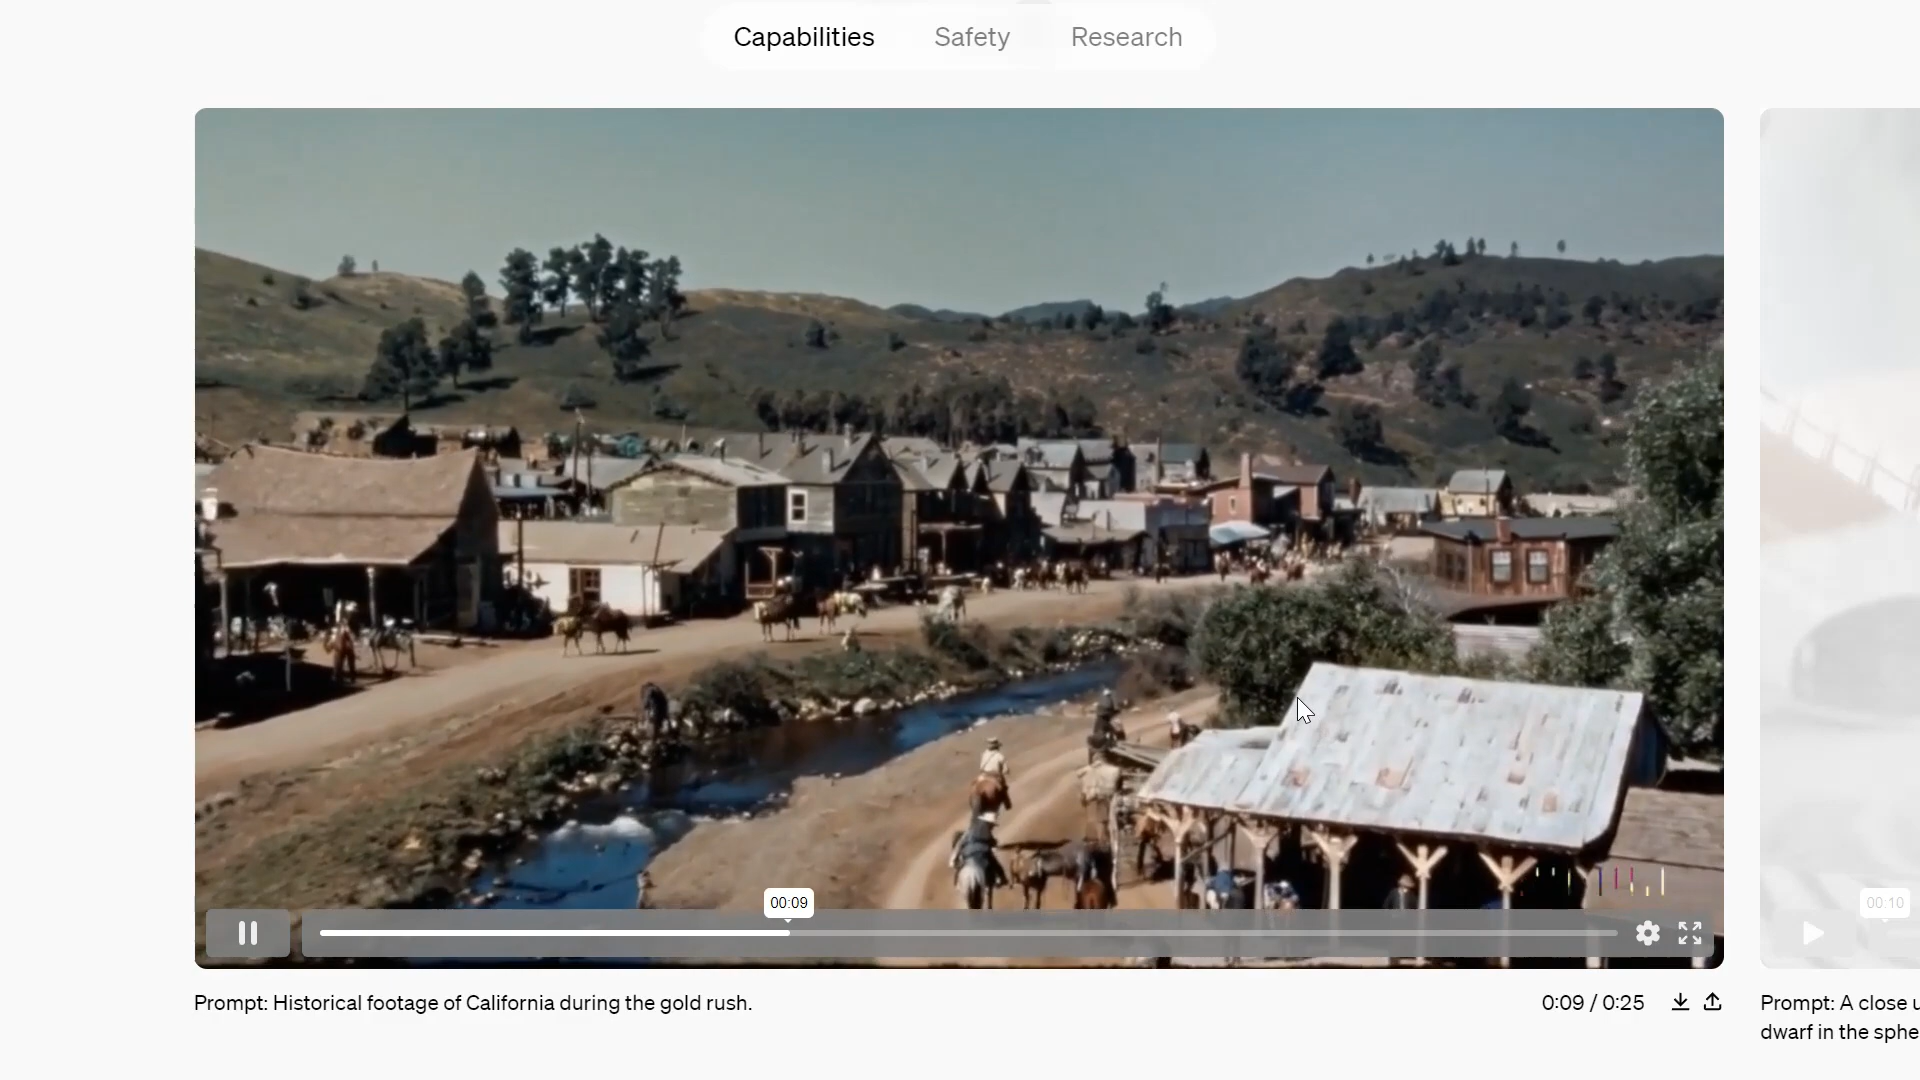 Capabilities Safety Research
00:09
00:10
Prompt: Historical footage of California during the gold rush.
0:09 / 0:25
Prompt: A close u
dwarf in the sphe